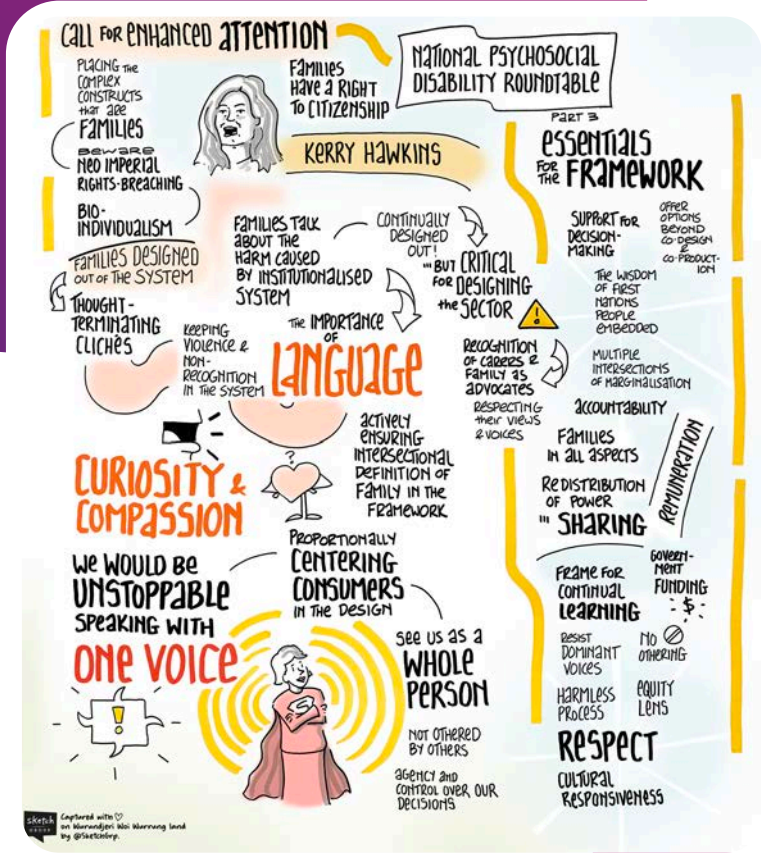 CALL FOR ENHANCED ATTENTION
PLACING THE
COMPLEX
CONSTRUCTS
that are
FAMILIES
BEWARE
NEO IMPERIAL
RIGHTS-BREACHING
BIO-
INDIVIDUALISM
FAMILIES DESIGNED
OUT OF THE SYSTEM
THOUGHT-
TERMINATING
CLICHÉS
FAMILIES
HAVE A RIGHT
TO CITIZENSHIP
KERRY HAWKINS
FAMILIES TALK
ABOUT THE
HARM CAUSED
BY INSTITUTIONALISED
SYSTEM
CONTINUALLY
DESIGNED
OUT!
... BUT CRITICAL
FOR DESIGNING
the SECTOR
!
KEEPING
VIOLENCE &
NON-
RECOGNITION
IN THE SYSTEM
THE IMPORTANCE
OF
LANGUAGE
RECOGNITION
OF CARERS &
FAMILY AS
ADVOCATES
RESPECTING
their VIEWS
& VOICES
ACTIVELY
ENSURING
INTERSECTIONAL
DEFINITION OF
FAMILY IN THE
FRAMEWORK
?
CURIOSITY &
COMPASSION
PROPORTIONALLY
CENTERING
CONSUMERS
IN THE DESIGN
WE WOULD BE
UNSTOPPABLE
SPEAKING WITH
ONE VOICE
!
SEE US AS A
WHOLE
PERSON
NOT OTHERED
BY OTHERS
AGENCY and
CONTROL OVER OUR
DECISIONS
NATIONAL PSYCHOSOCIAL
DISABILITY ROUNDTABLE
PART 3
ESSENTIALS
FOR THE FRAMEWORK
SUPPORT FOR
DECISION-
MAKING
OFFER
OPTIONS
BEYOND
CO-DESIGN
&
CO-PRODUCT-
ION
THE WISDOM
OF FIRST
NATIONS
PEOPLE
EMBEDDED
MULTIPLE
INTERSECTIONS
OF MARGINALISATION
ACCOUNTABILITY
FAMILIES
IN ALL ASPECTS
REDISTRIBUTION
OF POWER
... SHARING
REMUNERATION
FRAME FOR
CONTINUAL
LEARNING
GOVERN-
MENT
FUNDING
$
RESIST
DOMINANT
VOICES
NO
OTHERING
HARMLESS
PROCESS
EQUITY
LENS
RESPECT
CULTURAL
RESPONSIVENESS
sketch
GROUP
Captured with
on Wurundjeri Woi Wurrung land
by @SketchGrp.